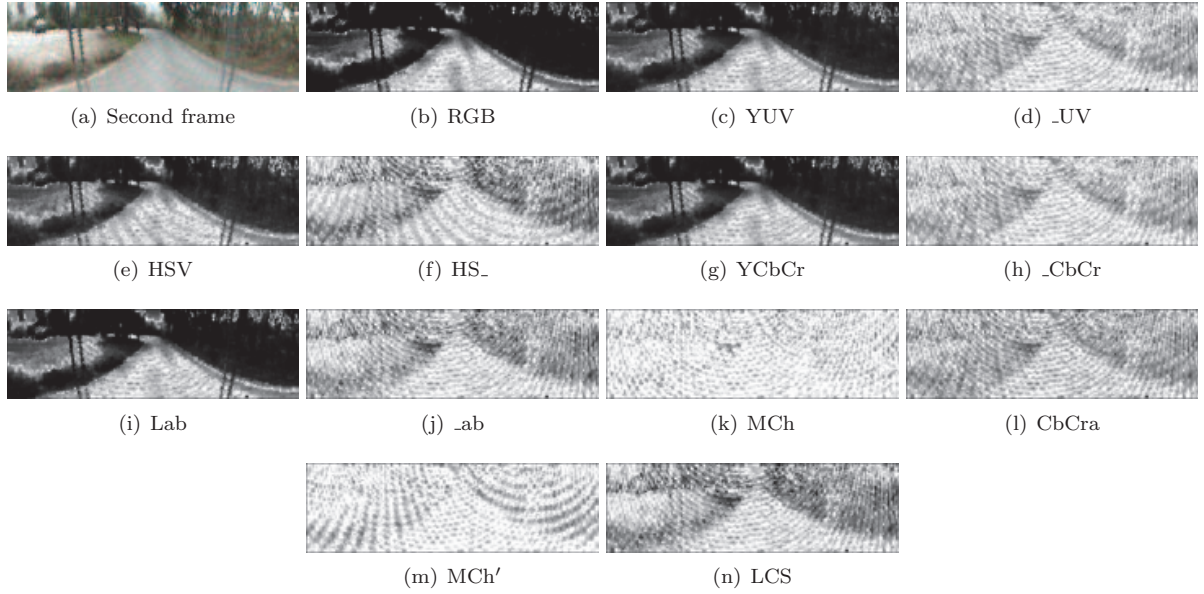 (a) Second frame
(b) RGB
(c) YUV
(d) _UV
(e) HSV
(f) HS_
(g) YCbCr
(h) _CbCr
(i) Lab
(j) _ab
(k) MCh
(l) CbCra
(m) MCh′
(n) LCS